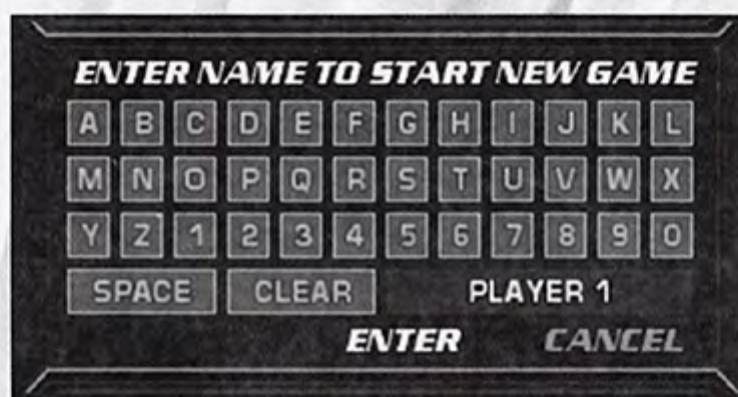 ENTER NAME TO START NEW GAME
A B C D E F G H I J K L
M N O P Q R S T U V W X
Y Z 1 2 3 4 5 6 7 8 9 0
SPACE CLEAR PLAYER 1
ENTER CANCEL